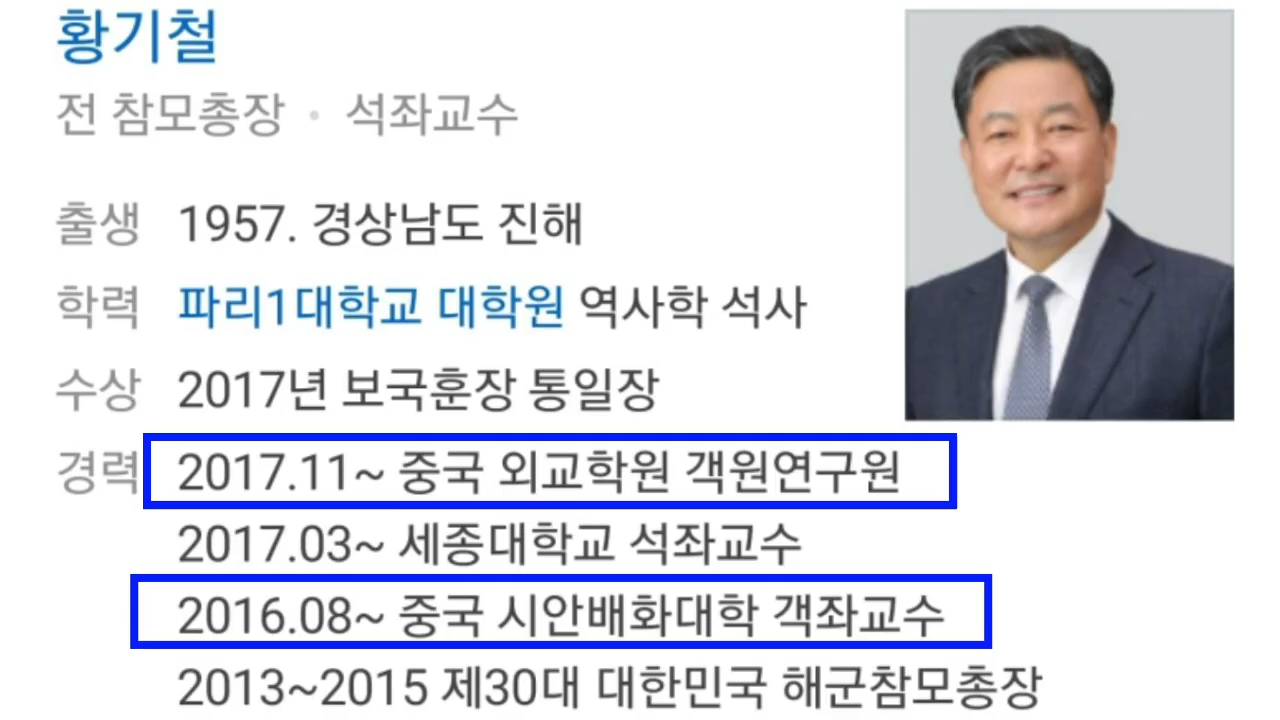 황기철
전 참모총장 · 석좌교수
출생 1957. 경상남도 진해
학력 파리1대학교 대학원 역사학 석사
수상 2017년 보국훈장 통일장
경력 2017.11~ 중국 외교학원 객원연구원
2017.03~ 세종대학교 석좌교수
2016.08~ 중국 시안배화대학 객좌교수
2013~2015 제30대 대한민국 해군참모총장